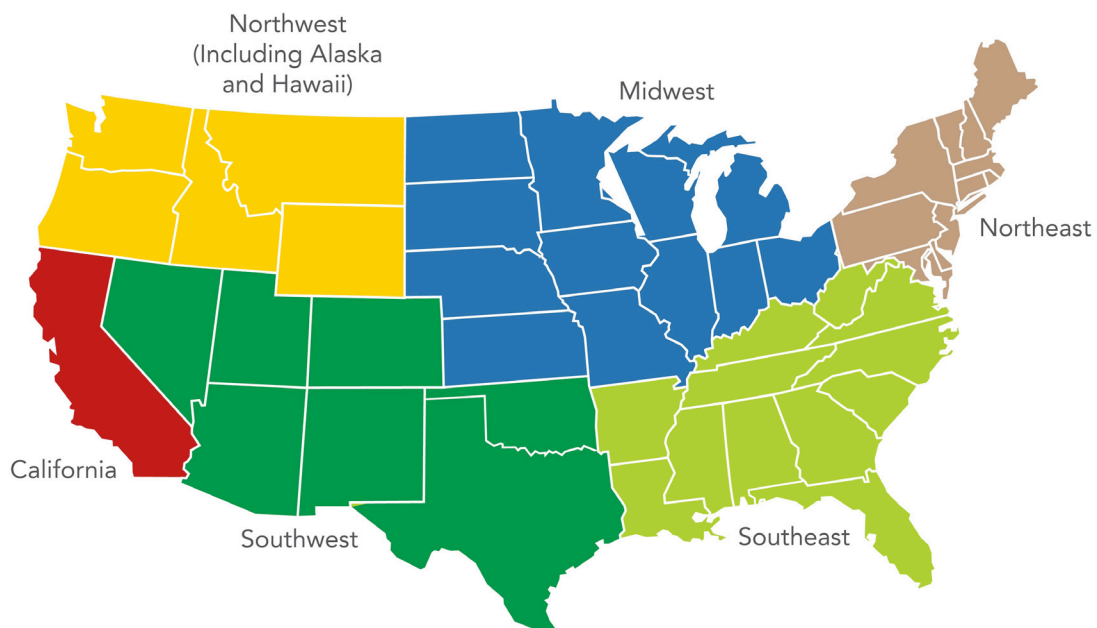 Northwest
(Including Alaska
and Hawaii)
Midwest
Northeast
California
Southwest
Southeast